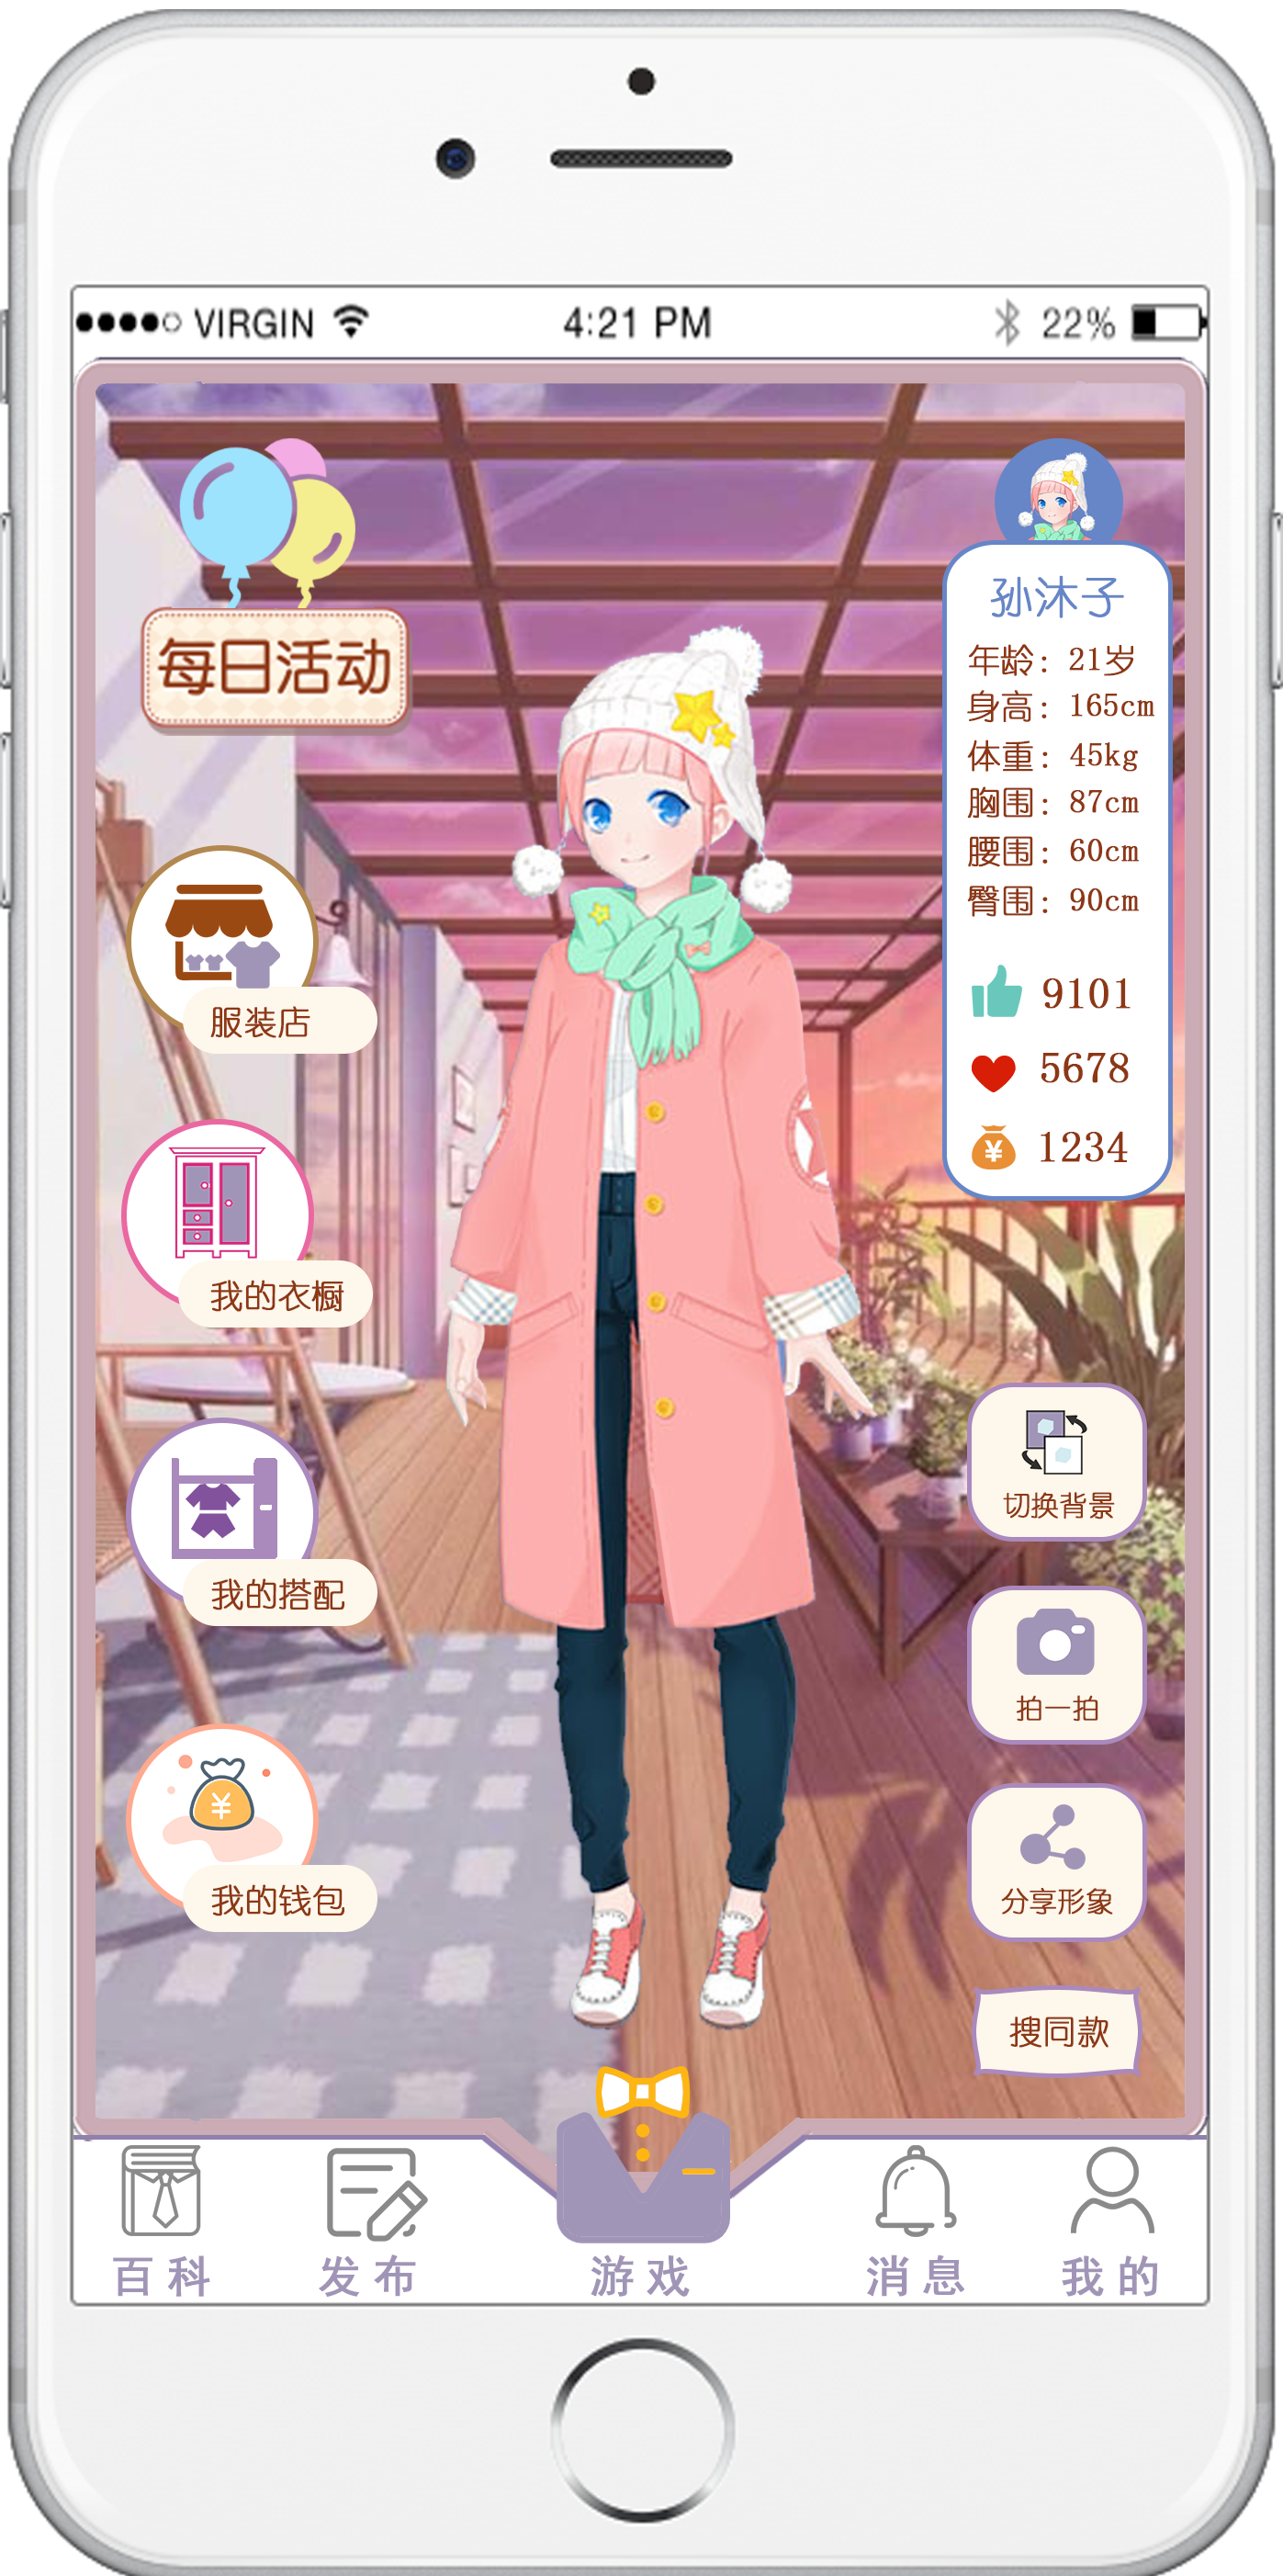 VIRGIN 4:21 PM 22%
每日活动
孙沐子
年龄：21岁
身高：165cm
体重：45kg
胸围：87cm
腰围：60cm
臀围：90cm
9101
5678
¥ 1234
服装店
我的衣橱
我的搭配
¥
我的钱包
切换背景
拍一拍
分享形象
搜同款
百科 发布 游戏 消息 我的